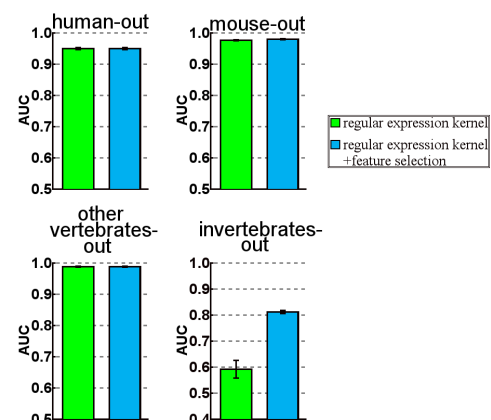 human-out
1.0
0.9
0.8
0.7
0.6
0.5
AUC
mouse-out
1.0
0.9
0.8
0.7
0.6
0.5
AUC
regular expression kernel
regular expression kernel
+feature selection
other
vertebrates-
out
1.0
0.9
0.8
0.7
0.6
0.5
AUC
invertebrates-
out
1.0
0.9
0.8
0.7
0.6
0.5
0.4
AUC